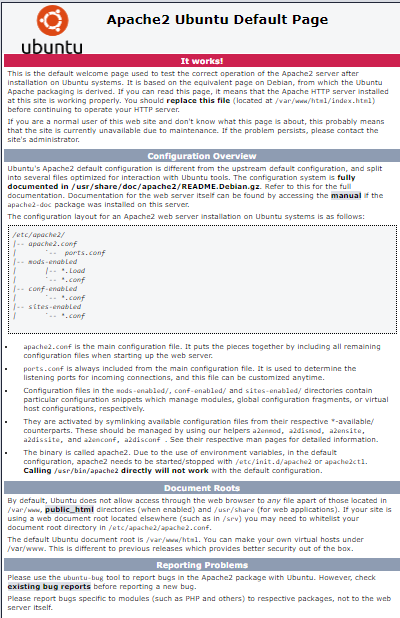 Apache2 Ubuntu Default Page
ubuntu
It works!
This is the default welcome page used to test the correct operation of the Apache2 server after
installation on Ubuntu systems. It is based on the equivalent page on Debian, from which the Ubuntu
Apache packaging is derived. If you can read this page, it means that the Apache HTTP server installed
at this site is working properly. You should replace this file (located at /var/www/html/index.html)
before continuing to operate your HTTP server.
If you are a normal user of this web site and don't know what this page is about, this probably means
that the site is currently unavailable due to maintenance. If the problem persists, please contact the
site's administrator.
Configuration Overview
Ubuntu's Apache2 default configuration is different from the upstream default configuration, and split
into several files optimized for interaction with Ubuntu tools. The configuration system is fully
documented in /usr/share/doc/apache2/README.Debian.gz. Refer to this for the full
documentation. Documentation for the web server itself can be found by accessing the manual if the
apache2-doc package was installed on this server.
The configuration layout for an Apache2 web server installation on Ubuntu systems is as follows:
/etc/apache2/
|-- apache2.conf
|       `--  ports.conf
|-- mods-enabled
|       |-- *.load
|       `-- *.conf
|-- conf-enabled
|       `-- *.conf
|-- sites-enabled
|       `-- *.conf
• apache2.conf is the main configuration file. It puts the pieces together by including all remaining
configuration files when starting up the web server.
• ports.conf is always included from the main configuration file. It is used to determine the
listening ports for incoming connections, and this file can be customized anytime.
• Configuration files in the mods-enabled/, conf-enabled/ and sites-enabled/ directories contain
particular configuration snippets which manage modules, global configuration fragments, or virtual
host configurations, respectively.
• They are activated by symlinking available configuration files from their respective *-available/
counterparts. These should be managed by using our helpers a2enmod, a2dismod, a2ensite,
a2dissite, and a2enconf, a2disconf . See their respective man pages for detailed information.
• The binary is called apache2. Due to the use of environment variables, in the default
configuration, apache2 needs to be started/stopped with /etc/init.d/apache2 or apache2ctl.
Calling /usr/bin/apache2 directly will not work with the default configuration.
Document Roots
By default, Ubuntu does not allow access through the web browser to any file apart of those located in
/var/www, public_html directories (when enabled) and /usr/share (for web applications). If your site is
using a web document root located elsewhere (such as in /srv) you may need to whitelist your
document root directory in /etc/apache2/apache2.conf.
The default Ubuntu document root is /var/www/html. You can make your own virtual hosts under
/var/www. This is different to previous releases which provides better security out of the box.
Reporting Problems
Please use the ubuntu-bug tool to report bugs in the Apache2 package with Ubuntu. However, check
existing bug reports before reporting a new bug.
Please report bugs specific to modules (such as PHP and others) to respective packages, not to the web
server itself.